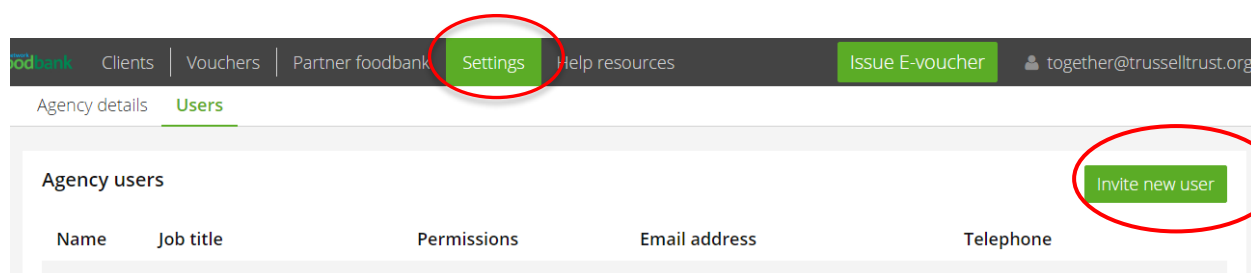 odbank Clients Vouchers Partner foodbank Settings Help resources Issue E-voucher together@trusselltrust.org
Agency details Users
Agency users
Invite new user
Name Job title Permissions Email address Telephone